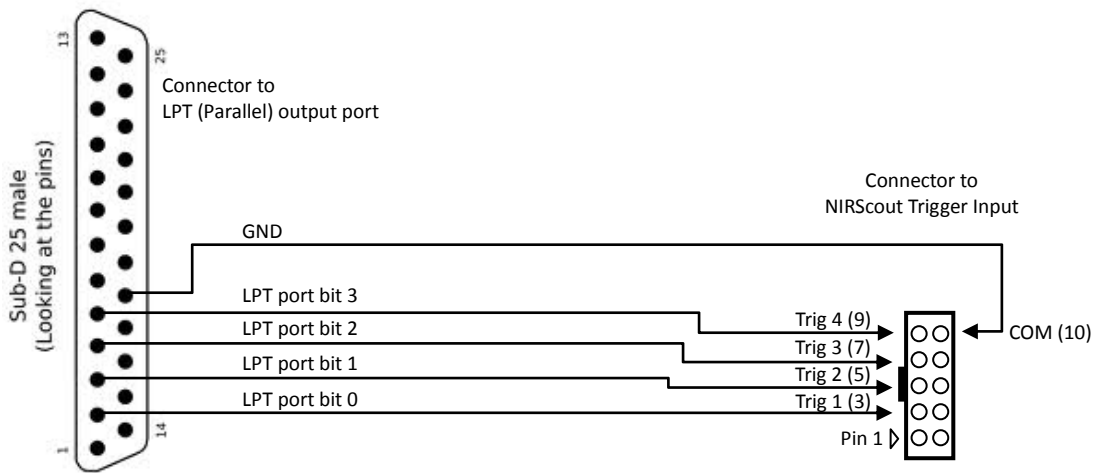 13
25
Connector to
LPT (Parallel) output port
Sub-D 25 male
(Looking at the pins)
Connector to
NIRScout Trigger Input
GND
LPT port bit 3
Trig 4 (9)
COM (10)
LPT port bit 2
Trig 3 (7)
LPT port bit 1
Trig 2 (5)
LPT port bit 0
Trig 1 (3)
Pin 1
14
1